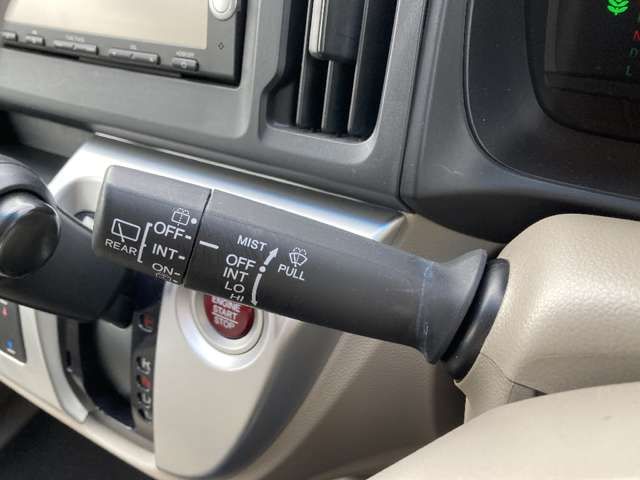 OFF
INT
ON
REAR
MIST
OFF
INT
LO
HI
PULL
ENGINE
START
STOP